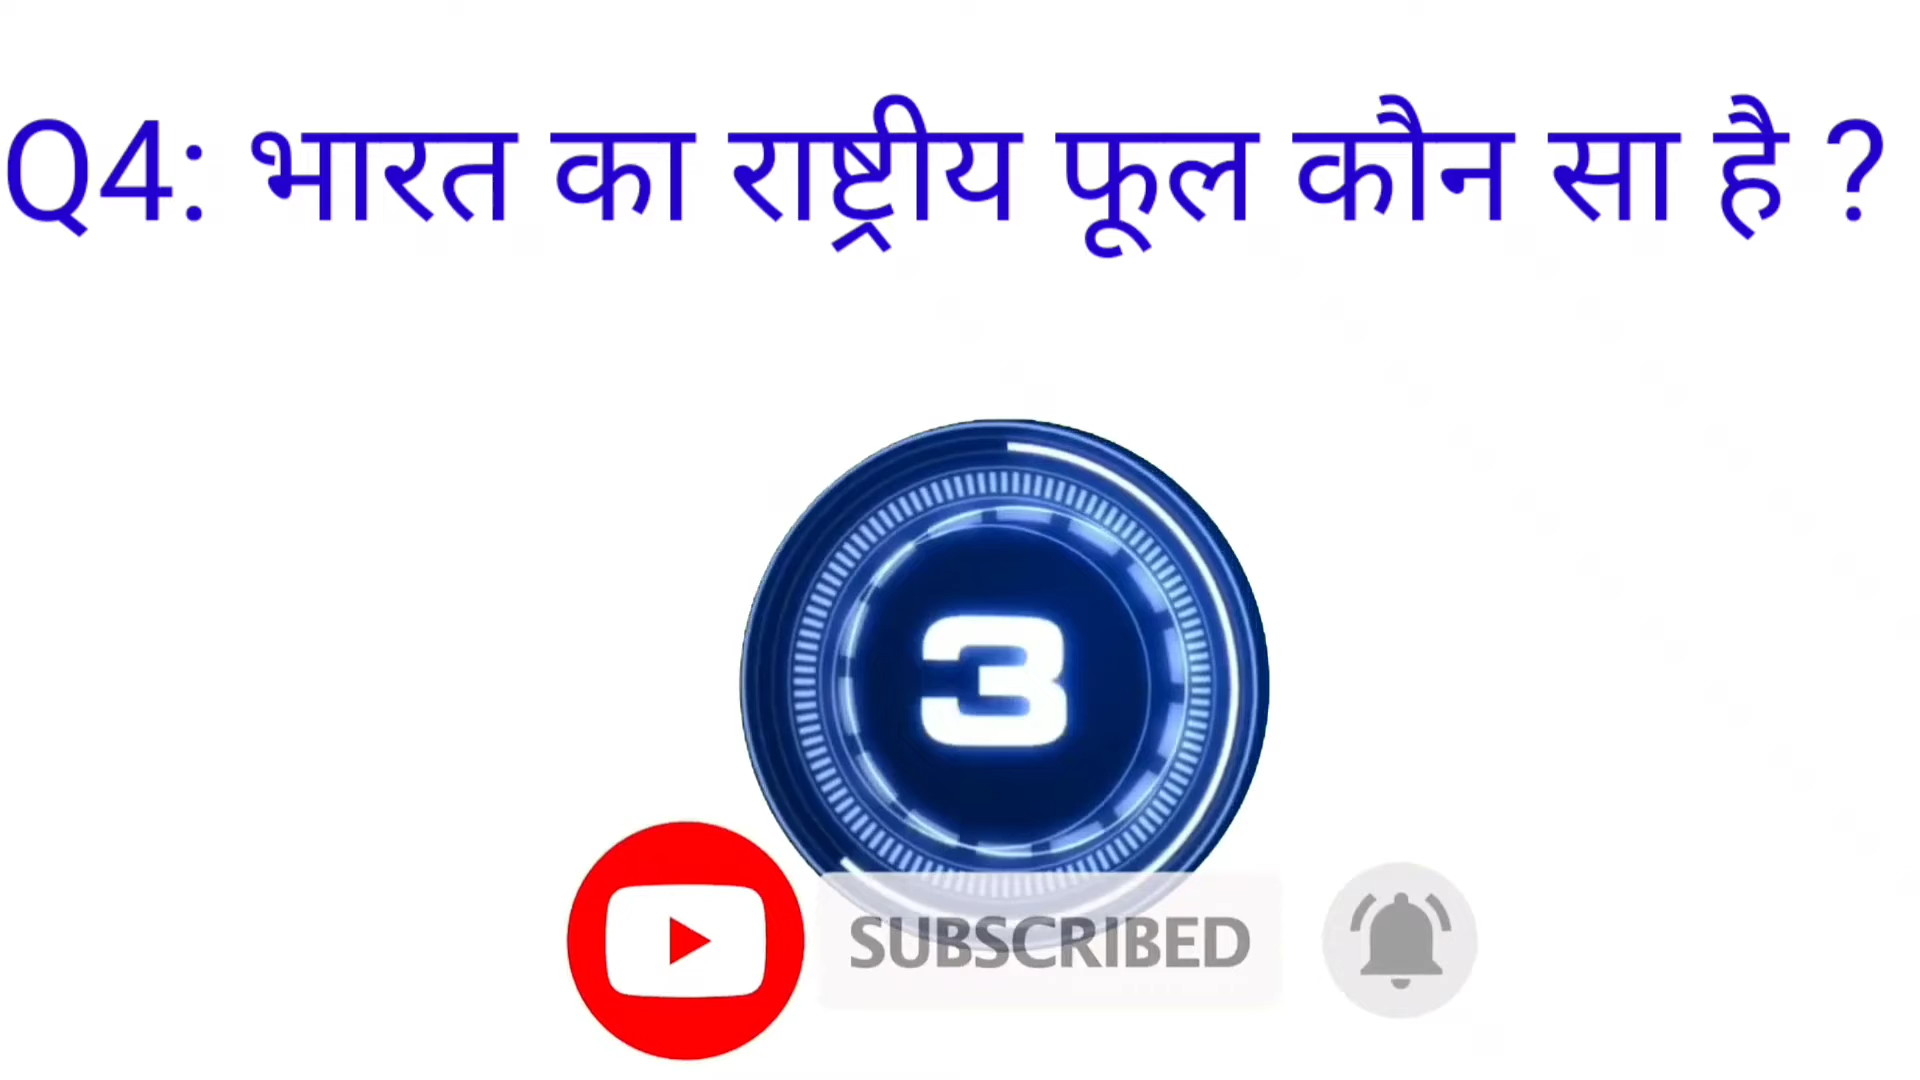 Q4: भारत का राष्ट्रीय फूल कौन सा है ?
3
SUBSCRIBED